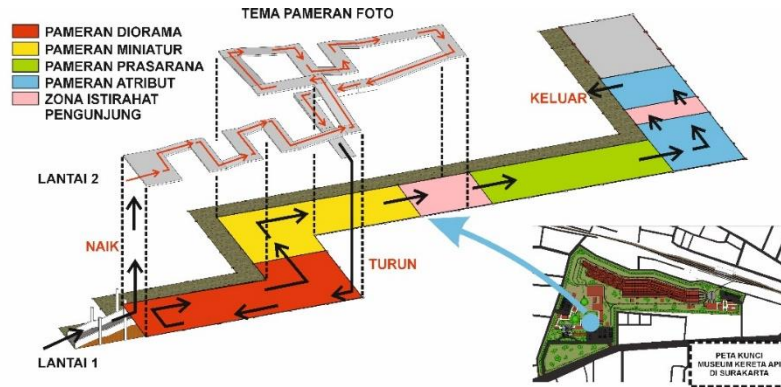 TEMA PAMERAN FOTO
PAMERAN DIORAMA
PAMERAN MINIATUR
PAMERAN PRASARANA
PAMERAN ATRIBUT
ZONA ISTIRAHAT
PENGUNJUNG
KELUAR
LANTAI 2
NAIK
TURUN
LANTAI 1
PETA KUNCI
MUSEUM KERETA API
DI SURAKARTA